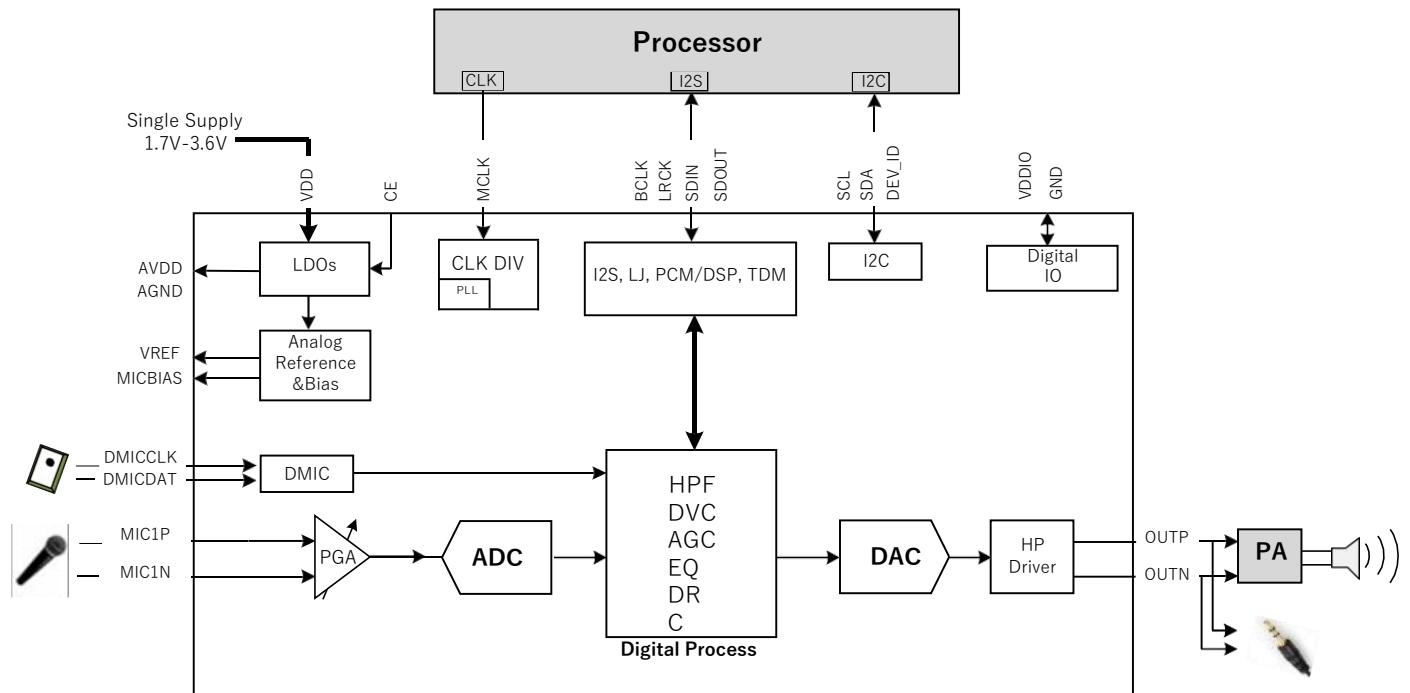 Processor
CLK
I2S
I2C
Single Supply
1.7V-3.6V
VDD
CE
MCLK
BCLK
LRCK
SDIN
SDOUT
SCL
SDA
DEV_ID
VDDIO
GND
LDOs
CLK DIV
PLL
I2S, LJ, PCM/DSP, TDM
I2C
Digital
IO
AVDD
AGND
Analog
Reference
&Bias
VREF
MICBIAS
DMICCLK
DMICDAT
DMIC
MIC1P
MIC1N
PGA
ADC
HPF
DVC
AGC
EQ
DR
C
Digital Process
DAC
HP
Driver
OUTP
OUTN
PA